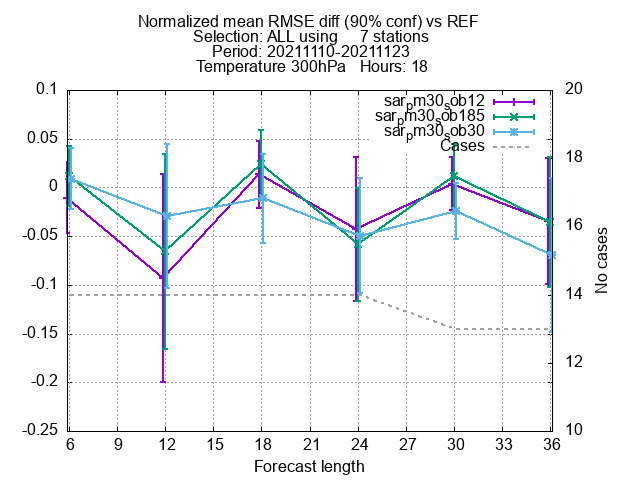 Normalized mean RMSE diff (90% conf) vs REF
Selection: ALL using 7 stations
Period: 20211110-20211123
Temperature 300hPa Hours: 18
sar_pm30_sob12
sar_pm30_sob185
sar_pm30_sob30
Cases
0.1
0.05
0
-0.05
-0.1
-0.15
-0.2
-0.25
20
18
16
14
12
10
No cases
6 9 12 15 18 21 24 27 30 33 36
Forecast length